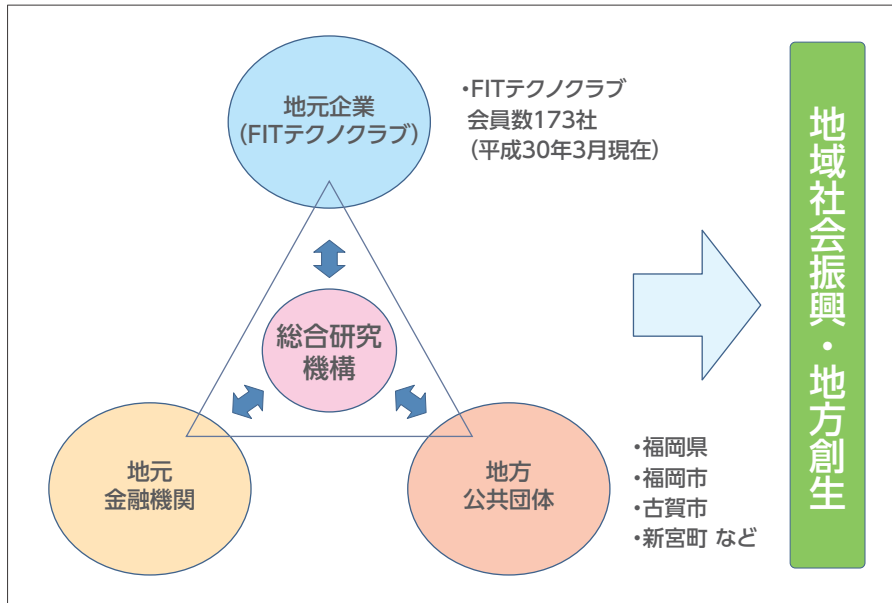 地元企業
(FITテクノクラブ)
・FITテクノクラブ
会員数173社
(平成30年3月現在)
総合研究
機構
地元
金融機関
地方
公共団体
・福岡県
・福岡市
・古賀市
・新宮町 など
地域社会振興・地方創生